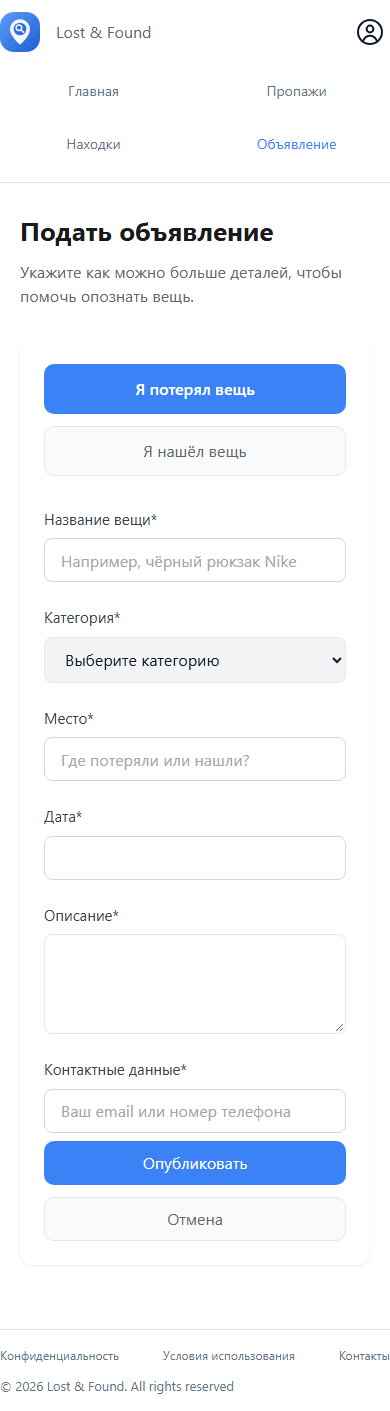 Lost & Found
Главная
Пропажи
Находки
Объявление
Подать объявление
Укажите как можно больше деталей, чтобы
помочь опознать вещь.
Я потерял вещь
Я нашёл вещь
Название вещи*
Например, чёрный рюкзак Nike
Категория*
Выберите категорию
Место*
Где потеряли или нашли?
Дата*
Описание*
Контактные данные*
Ваш email или номер телефона
Опубликовать
Отмена
Конфиденциальность
Условия использования
Контакты
© 2026 Lost & Found. All rights reserved